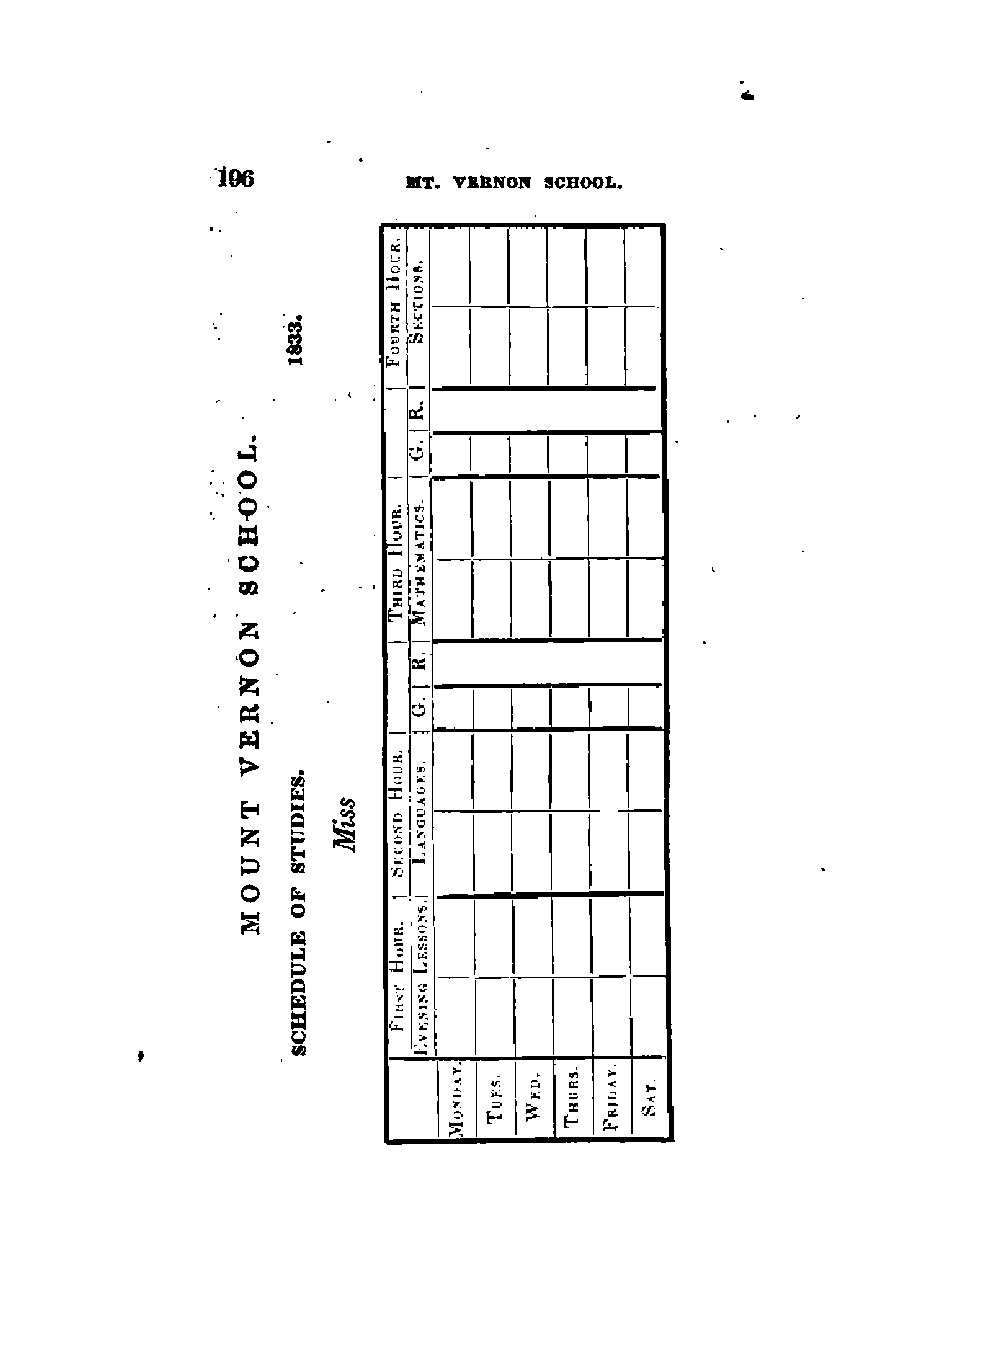 106
MT. VERNON SCHOOL.
MOUNT VERNON SCHOOL.
SCHEDULE OF STUDIES. 1833.
Miss
FIRST HOUR. SECOND HOUR. THIRD HOUR. FOURTH HOUR.
EVENING LESSONS. LANGUAGES. G. R. MATHEMATICS. G. R. SECTIONS.
MONDAY.
TUES.
WED.
THURS.
FRIDAY.
SAT.